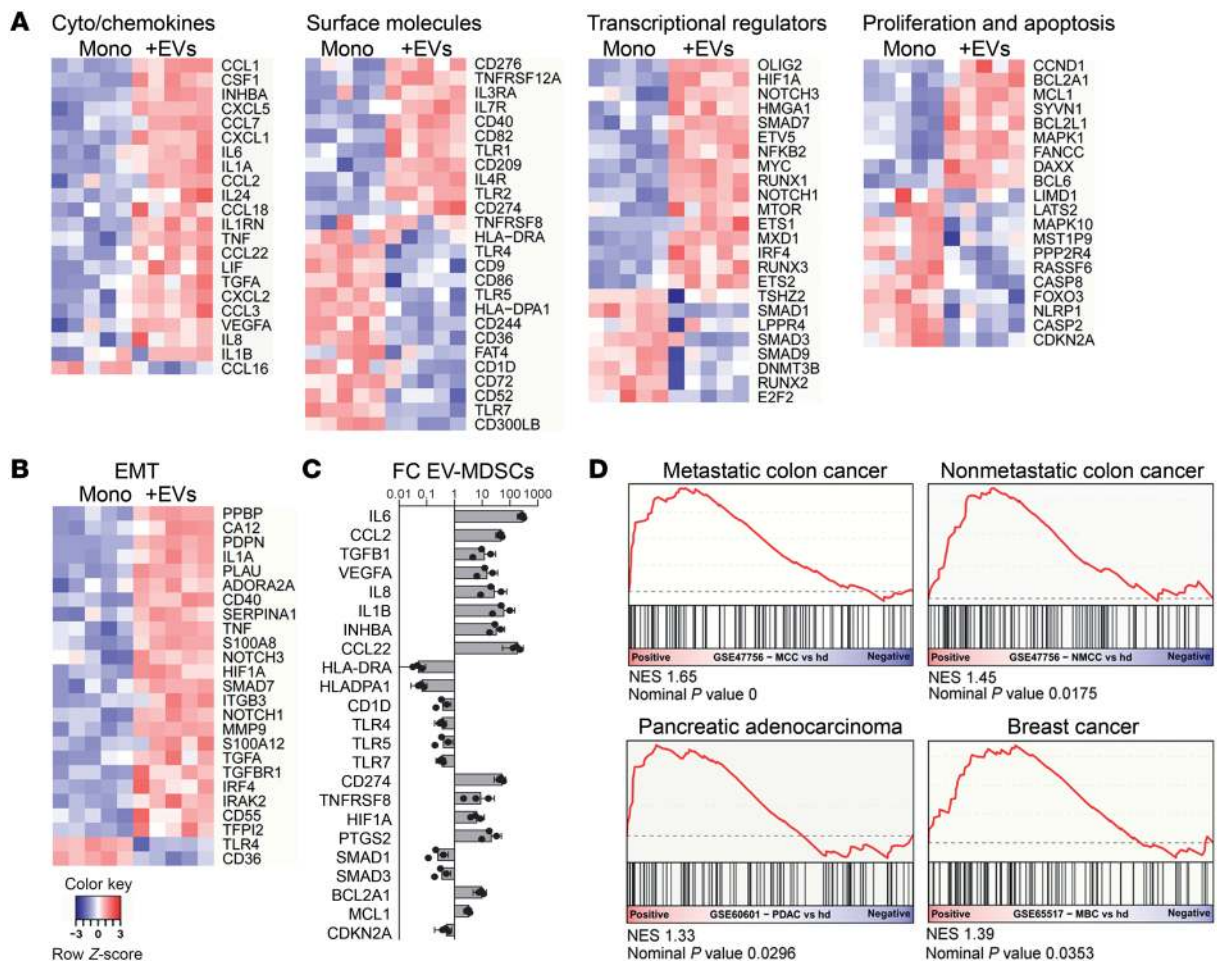 A
Cyto/chemokines
Mono +EVs
CCL1
CSF1
INHBA
CXCL5
CCL7
CXCL1
IL6
IL1A
CCL2
IL24
CCL18
IL1RN
TNF
CCL22
LIF
TGFA
CXCL2
CCL3
VEGFA
IL8
IL1B
CCL16
Surface molecules
Mono +EVs
CD276
TNFRSF12A
IL3RA
IL7R
CD40
CD82
TLR1
CD209
IL4R
TLR2
CD274
TNFRSF8
HLA-DRA
TLR4
CD9
CD86
TLR5
HLA-DPA1
CD244
CD36
FAT4
CD1D
CD72
CD52
TLR7
CD300LB
Transcriptional regulators
Mono +EVs
OLIG2
HIF1A
NOTCH3
HMGA1
SMAD7
ETV5
NFKB2
MYC
RUNX1
NOTCH1
MTOR
ETS1
MXD1
IRF4
RUNX3
ETS2
TSHZ2
SMAD1
LPPR4
SMAD3
SMAD9
DNMT3B
RUNX2
E2F2
Proliferation and apoptosis
Mono +EVs
CCND1
BCL2A1
MCL1
SYVN1
BCL2L1
MAPK1
FANCC
DAXX
BCL6
LIMD1
LATS2
MAPK10
MST1P9
PPP2R4
RASSF6
CASP8
FOXO3
NLRP1
CASP2
CDKN2A
B
EMT
Mono +EVs
PPBP
CA12
PDPN
IL1A
PLAU
ADORA2A
CD40
SERPINA1
TNF
S100A8
NOTCH3
HIF1A
SMAD7
ITGB3
NOTCH1
MMP9
S100A12
TGFA
TGFBR1
IRF4
IRAK2
CD55
TFPI2
TLR4
CD36
Color key
-3 0 3
Row Z-score
C
FC EV-MDSCs
0.01 0.1 1 10 100 1000
IL6
CCL2
TGFB1
VEGFA
IL8
IL1B
INHBA
CCL22
HLA-DRA
HLADPA1
CD1D
TLR4
TLR5
TLR7
CD274
TNFRSF8
HIF1A
PTGS2
SMAD1
SMAD3
BCL2A1
MCL1
CDKN2A
D
Metastatic colon cancer
Positive GSE47756 – MCC vs hd Negative
NES 1.65
Nominal P value 0
Nonmetastatic colon cancer
Positive GSE47756 – NMCC vs hd Negative
NES 1.45
Nominal P value 0.0175
Pancreatic adenocarcinoma
Positive GSE60601 – PDAC vs hd Negative
NES 1.33
Nominal P value 0.0296
Breast cancer
Positive GSE65517 – MBC vs hd Negative
NES 1.39
Nominal P value 0.0353